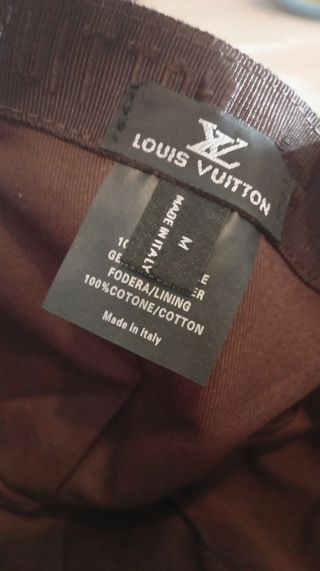 LV
LOUIS VUITTON
MADE IN ITALY
M
FODERA/LINING
100%COTONE/COTTON
Made in Italy